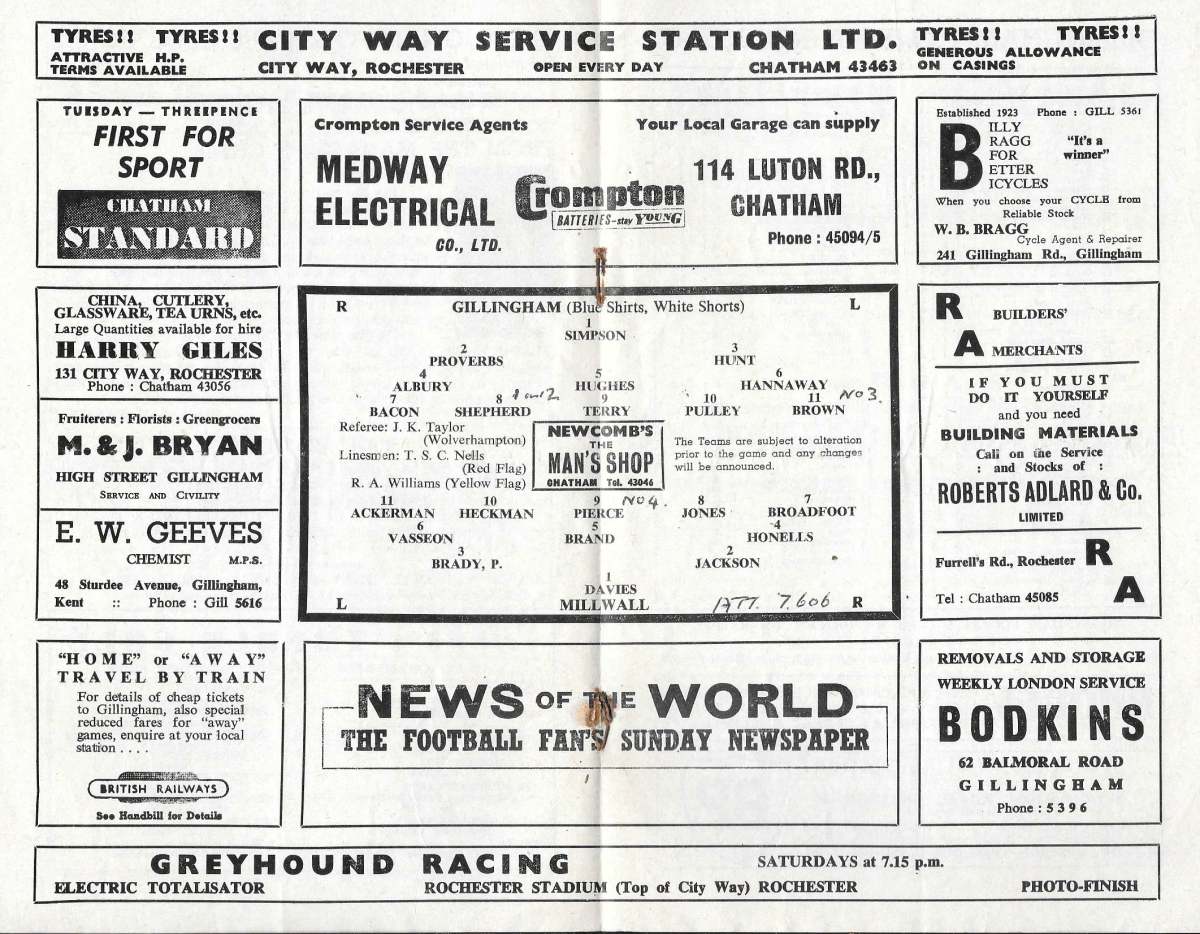 TYRES!! TYRES!! CITY WAY SERVICE STATION LTD. TYRES!! TYRES!!
ATTRACTIVE H.P. GENEROUS ALLOWANCE
TERMS AVAILABLE CITY WAY, ROCHESTER OPEN EVERY DAY CHATHAM 43463 ON CASINGS
TUESDAY — THREEPENCE
FIRST FOR
SPORT
CHATHAM
STANDARD
Crompton Service Agents Your Local Garage can supply
MEDWAY
ELECTRICAL
CO., LTD.
Crompton
BATTERIES-stay YOUNG
114 LUTON RD.,
CHATHAM
Phone : 45094/5
Established 1923 Phone : GILL 5361
BILLY
RAGG
FOR
ETTER
ICYCLES
"It's a
winner"
When you choose your CYCLE from
Reliable Stock
W. B. BRAGG
Cycle Agent & Repairer
241 Gillingham Rd., Gillingham
CHINA, CUTLERY,
GLASSWARE, TEA URNS, etc.
Large Quantities available for hire
HARRY GILES
131 CITY WAY, ROCHESTER
Phone : Chatham 43056
Fruiterers : Florists : Greengrocers
M. & J. BRYAN
HIGH STREET GILLINGHAM
SERVICE AND CIVILITY
E. W. GEEVES
CHEMIST M.P.S.
48 Sturdee Avenue, Gillingham,
Kent :: Phone : Gill 5616
R GILLINGHAM (Blue Shirts, White Shorts) L
1
SIMPSON
2 3
PROVERBS HUNT
4 5 6
ALBURY HUGHES HANNAWAY
7 8 9 10 11 NO 3.
BACON SHEPHERD TERRY PULLEY BROWN
Referee: J. K. Taylor
(Wolverhampton)
Linesmen: T. S. C. Nells
(Red Flag)
R. A. Williams (Yellow Flag)
NEWCOMB'S
THE
MAN'S SHOP
CHATHAM Tel. 43046
The Teams are subject to alteration
prior to the game and any changes
will be announced.
11 10 9 NO 4. 8 7
ACKERMAN HECKMAN PIERCE JONES BROADFOOT
6 5 4
VASSEON BRAND HONELLS
3 2
BRADY, P. JACKSON
1
DAVIES
L MILLWALL ATT. 7.606 R
R BUILDERS'
A MERCHANTS
IF YOU MUST
DO IT YOURSELF
and you need
BUILDING MATERIALS
Call on the Service
: and Stocks of :
ROBERTS ADLARD & Co.
LIMITED
Furrell's Rd., Rochester R
Tel : Chatham 45085 A
"HOME" or "AWAY"
TRAVEL BY TRAIN
For details of cheap tickets
to Gillingham, also special
reduced fares for "away"
games, enquire at your local
station . . . .
BRITISH RAILWAYS
See Handbill for Details
NEWS OF THE WORLD
THE FOOTBALL FAN'S SUNDAY NEWSPAPER
REMOVALS AND STORAGE
WEEKLY LONDON SERVICE
BODKINS
62 BALMORAL ROAD
GILLINGHAM
Phone : 5396
GREYHOUND RACING SATURDAYS at 7.15 p.m.
ELECTRIC TOTALISATOR ROCHESTER STADIUM (Top of City Way) ROCHESTER PHOTO-FINISH